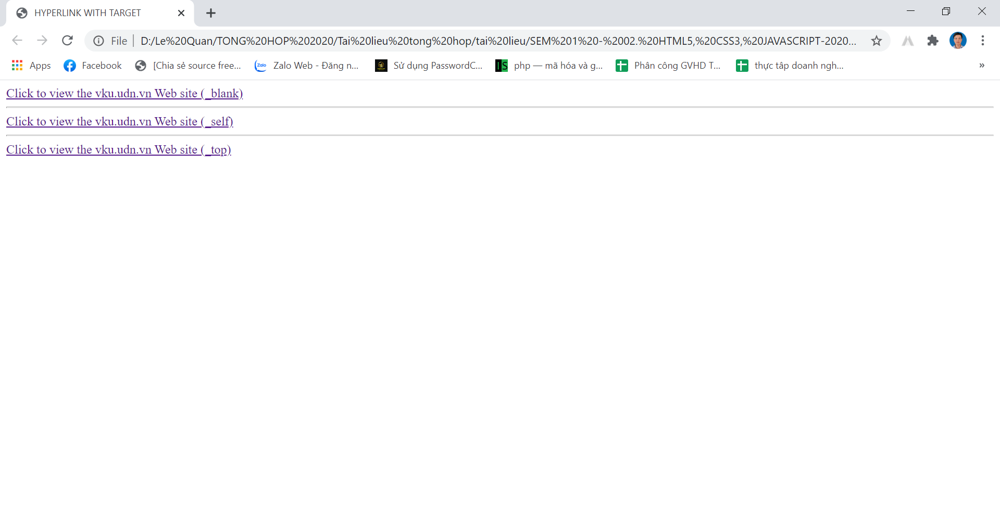 HYPERLINK WITH TARGET
File D:/Le%20Quan/TONG%20HOP%202020/Tai%20lieu%20tong%20hop/tai%20lieu/SEM%201%20-%2002.%20HTML5,%20CSS3,%20JAVASCRIPT-2020...
Apps Facebook [Chia sẻ source free... Zalo Zalo Web - Đăng n... Sử dụng PasswordC... IS php — mã hóa và g... Phân công GVHD T... thực tập doanh ngh... »
Click to view the vku.udn.vn Web site (_blank)
Click to view the vku.udn.vn Web site (_self)
Click to view the vku.udn.vn Web site (_top)